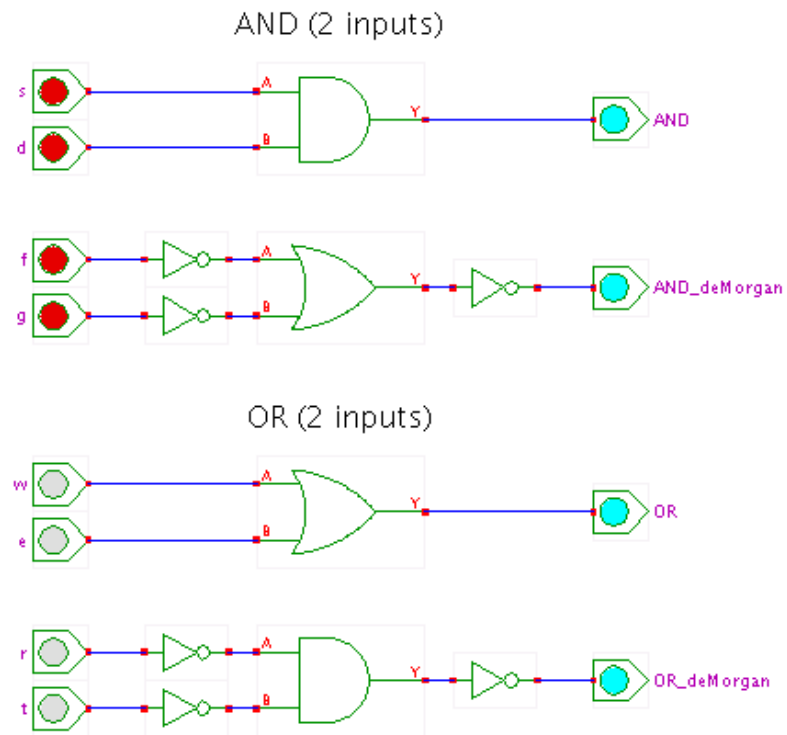 AND (2 inputs)
s
A
Y
AND
d
B
f
A
Y
AND_deMorgan
g
B
OR (2 inputs)
w
A
Y
OR
e
B
r
A
Y
OR_deMorgan
t
B